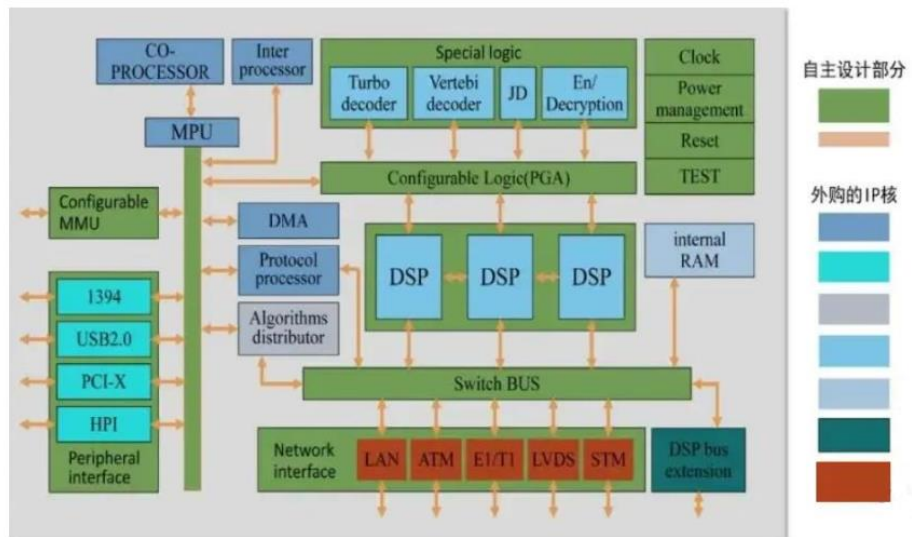 CO-
PROCESSOR
Inter
processor
MPU
Special logic
Turbo
decoder
Vertebi
decoder
JD
En/
Decryption
Clock
Power
management
Reset
TEST
Configurable Logic(PGA)
Configurable
MMU
DMA
Protocol
processor
Algorithms
distributor
DSP
DSP
DSP
internal
RAM
1394
USB2.0
PCI-X
HPI
Peripheral
interface
Switch BUS
Network
interface
LAN
ATM
E1/T1
LVDS
STM
DSP bus
extension
自主设计部分
外购的IP核